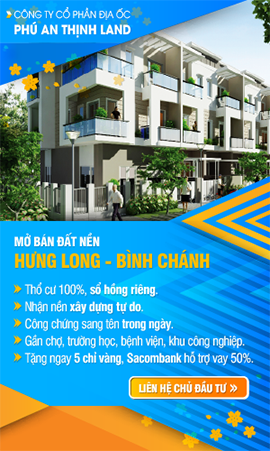 CÔNG TY CỔ PHẦN ĐỊA ỐC
PHÚ AN THỊNH LAND
MỞ BÁN ĐẤT NỀN
HƯNG LONG - BÌNH CHÁNH
Thổ cư 100%, sổ hồng riêng.
Nhận nền xây dựng tự do.
Công chứng sang tên trong ngày.
Gần chợ, trường học, bệnh viện, khu công nghiệp.
Tặng ngay 5 chỉ vàng, Sacombank hỗ trợ vay 50%.
LIÊN HỆ CHỦ ĐẦU TƯ »